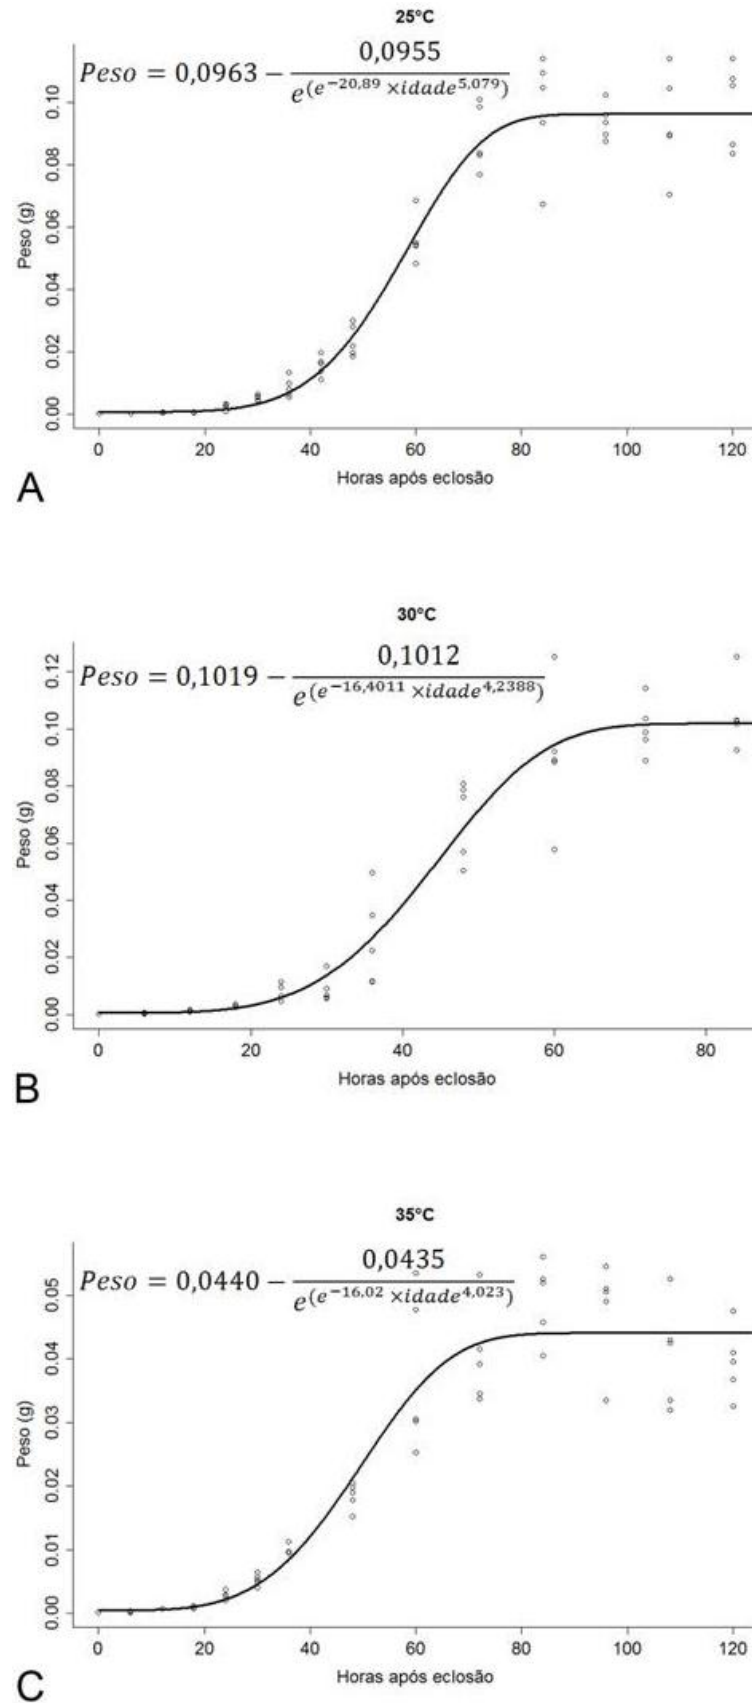 25°C
Peso = 0,0963 − 0,0955 / e^(e^−20,89 ×idade^5,079)
0.10
0.08
0.06
0.04
0.02
0.00
Peso (g)
0 20 40 60 80 100 120
Horas após eclosão
A
30°C
Peso = 0,1019 − 0,1012 / e^(e^−16,4011 ×idade^4,2388)
0.12
0.10
0.08
0.06
0.04
0.02
0.00
Peso (g)
0 20 40 60 80
Horas após eclosão
B
35°C
Peso = 0,0440 − 0,0435 / e^(e^−16,02 ×idade^4,023)
0.05
0.04
0.03
0.02
0.01
0.00
Peso (g)
0 20 40 60 80 100 120
Horas após eclosão
C